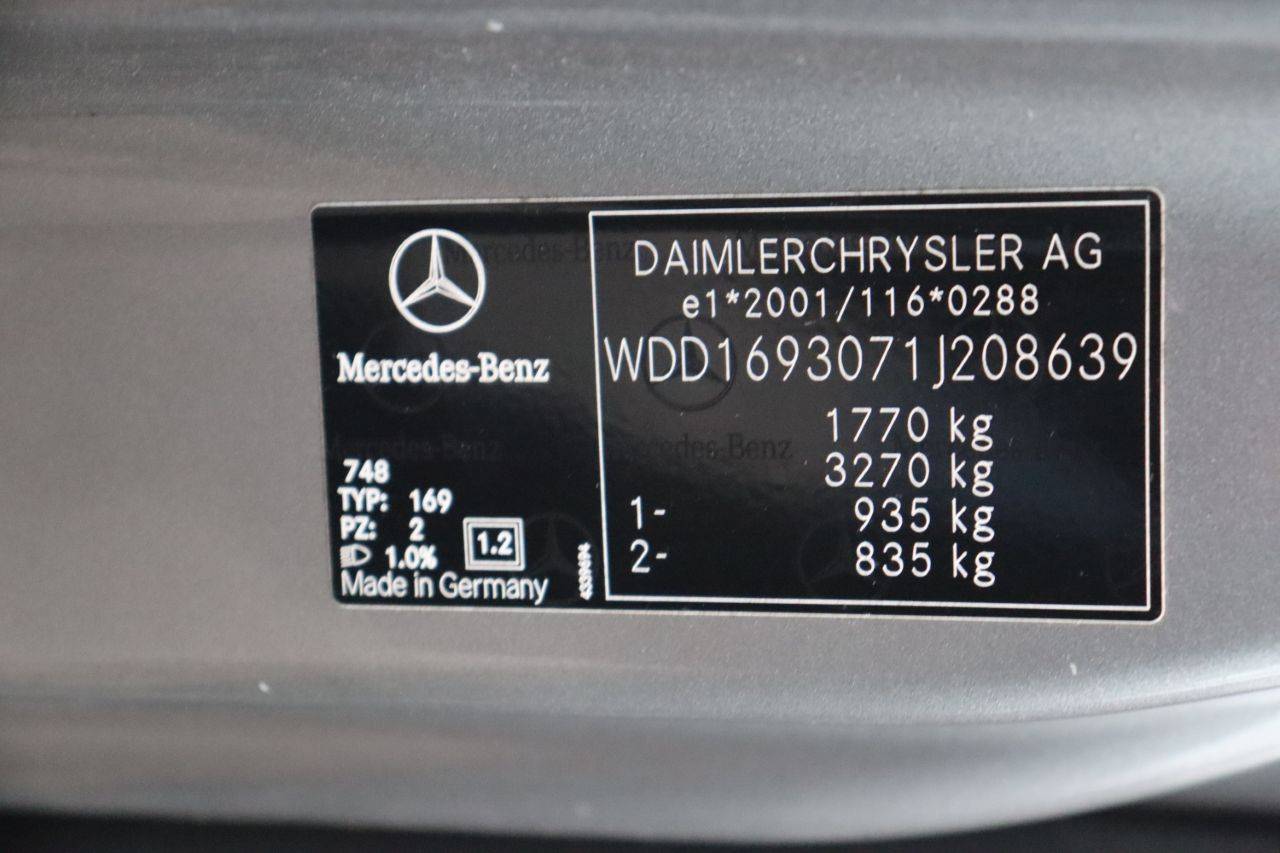 Mercedes-Benz
748
TYP: 169
PZ: 2
1.0%
1.2
Made in Germany
4339694
DAIMLERCHRYSLER AG
e1*2001/116*0288
WDD1693071J208639
1770 kg
3270 kg
1- 935 kg
2- 835 kg